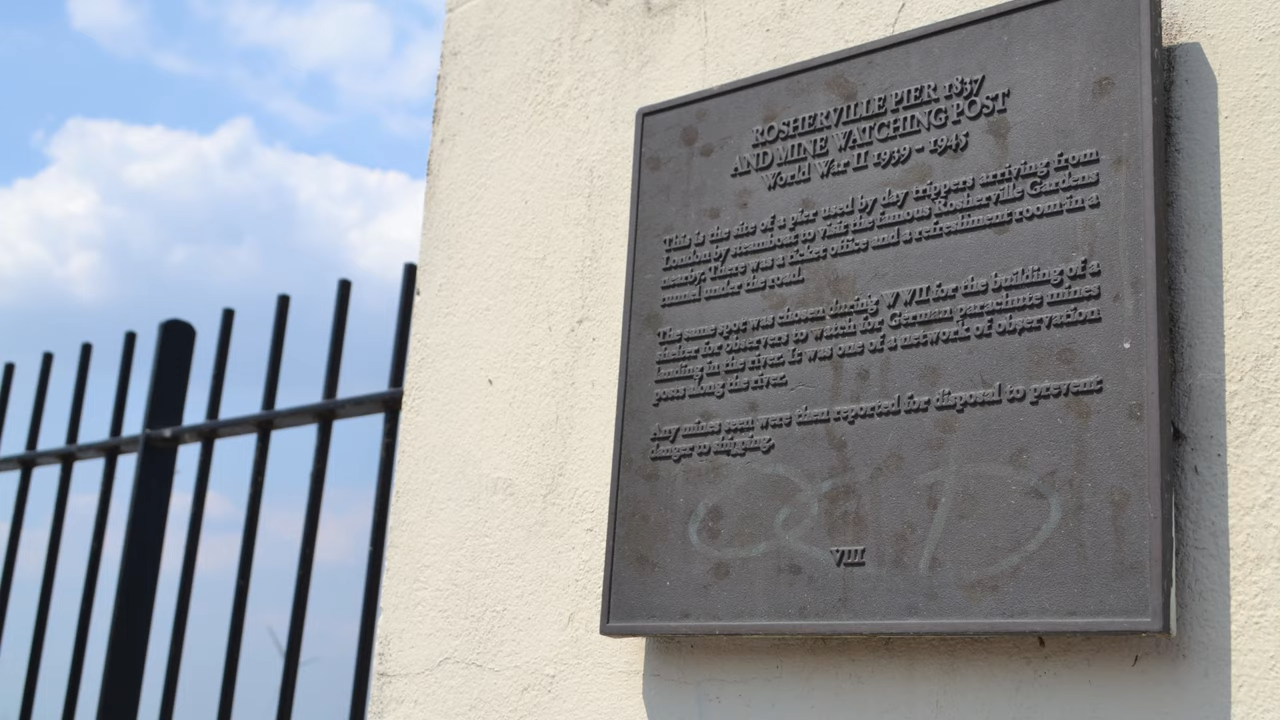 ROSHERVILLE PIER 1837
AND MINE WATCHING POST
World War II 1939 - 1945
This is the site of a pier used by day trippers arriving from
London by steamboat to visit the famous Rosherville Gardens
nearby. There was a ticket office and a refreshment room in a
tunnel under the road.
The same spot was chosen during WWII for the building of a
shelter for observers to watch for German parachute mines
landing in the river. It was one of a network of observation
posts along the river.
Any mines seen were then reported for disposal to prevent
danger to shipping.
VIII